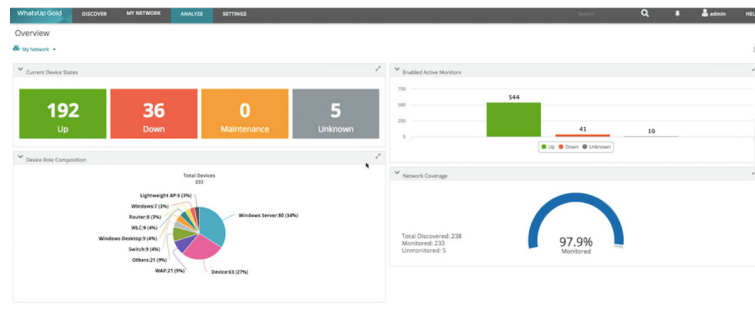 WhatsUp Gold DISCOVER MY NETWORK ANALYZE SETTINGS Search admin HEL
Overview
My Network
Current Device States
192 Up
36 Down
0 Maintenance
5 Unknown
Device Role Composition
Total Devices
233
Lightweight AP:6 (3%)
Windows:7 (3%)
Router:8 (3%)
WLC:9 (4%)
Windows Desktop:9 (4%)
Switch:9 (4%)
Others:21 (9%)
WAP:21 (9%)
Device:63 (27%)
Windows Server:80 (34%)
Enabled Active Monitors
750
500
250
0
544
41
10
Up Down Unknown
Network Coverage
Total Discovered: 238
Monitored: 233
Unmonitored: 5
97.9%
Monitored